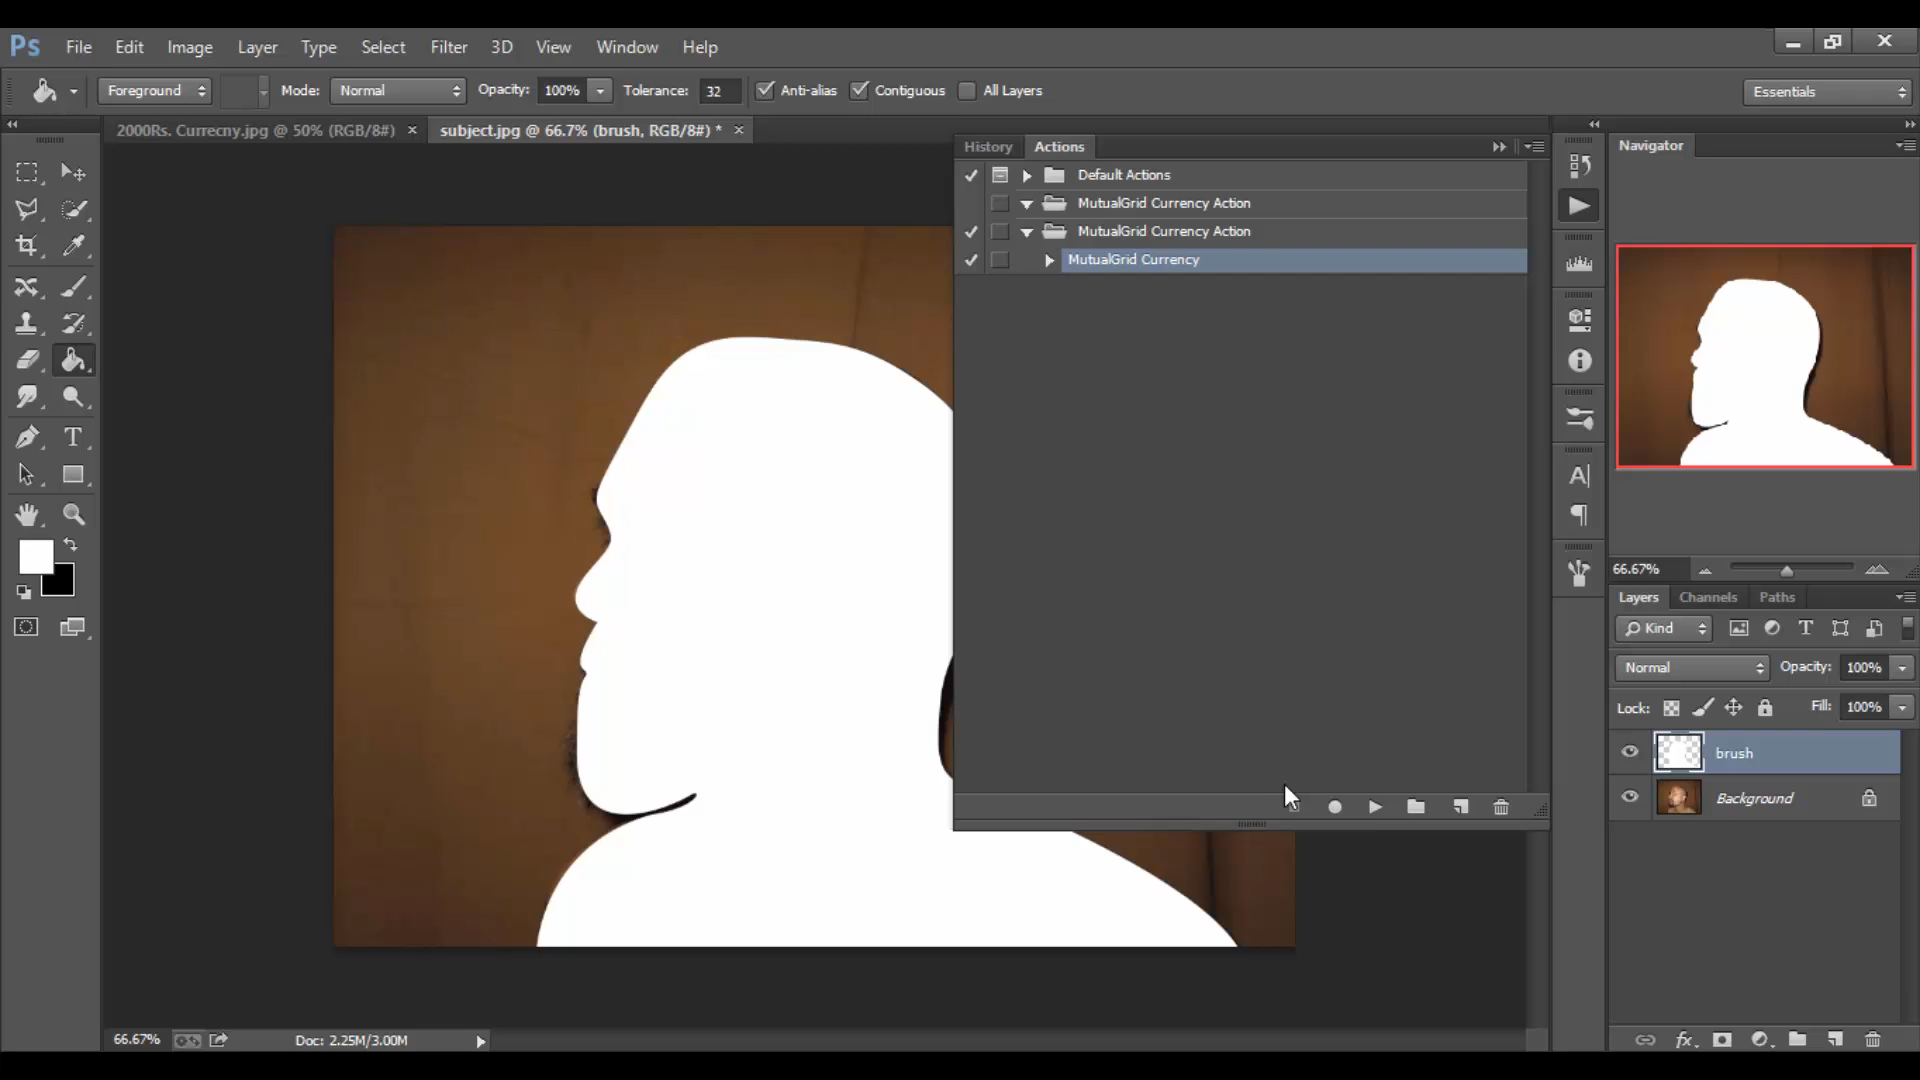 Ps File Edit Image Layer Type Select Filter 3D View Window Help
Foreground Mode: Normal Opacity: 100% Tolerance: 32 Anti-alias Contiguous All Layers Essentials
2000Rs. Currecny.jpg @ 50% (RGB/8#) × subject.jpg @ 66.7% (brush, RGB/8#) * ×
History Actions
Default Actions
MutualGrid Currency Action
MutualGrid Currency Action
MutualGrid Currency
Navigator
66.67%
Layers Channels Paths
Kind
Normal Opacity: 100%
Lock: Fill: 100%
brush
Background
fx
66.67% Doc: 2.25M/3.00M